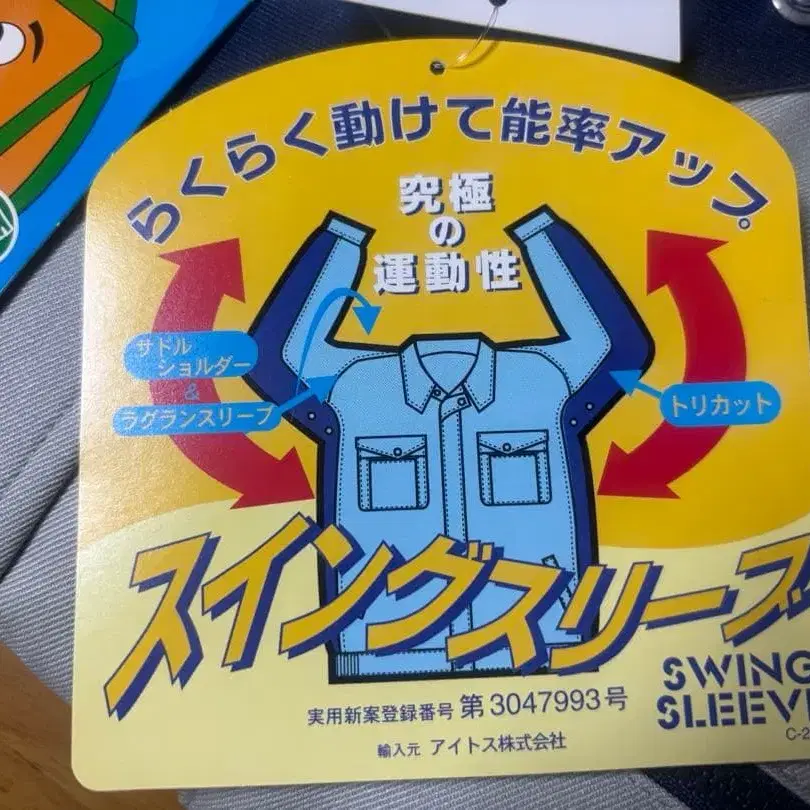 らくらく動けて能率アップ。
究極
の
運動性
サドル
ショルダー
&
ラグランスリーブ
トリカット
スイングスリーブ
SWING
SLEEV
実用新案登録番号 第3047993号
輸入元 アイトス株式会社
C-2